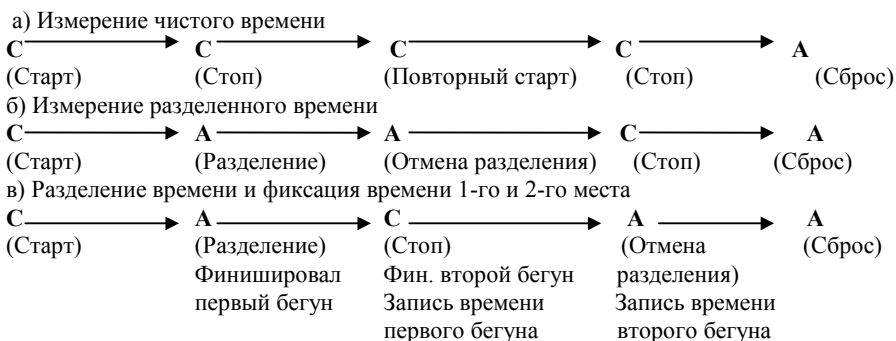 а) Измерение чистого времени
С С С С А
(Старт) (Стоп) (Повторный старт) (Стоп) (Сброс)
б) Измерение разделенного времени
С А А С А
(Старт) (Разделение) (Отмена разделения) (Стоп) (Сброс)
в) Разделение времени и фиксация времени 1-го и 2-го места
С А С А А
(Старт) (Разделение) (Стоп) (Отмена (Сброс)
Финишировал Фин. второй бегун разделения)
первый бегун Запись времени Запись времени
первого бегуна второго бегуна